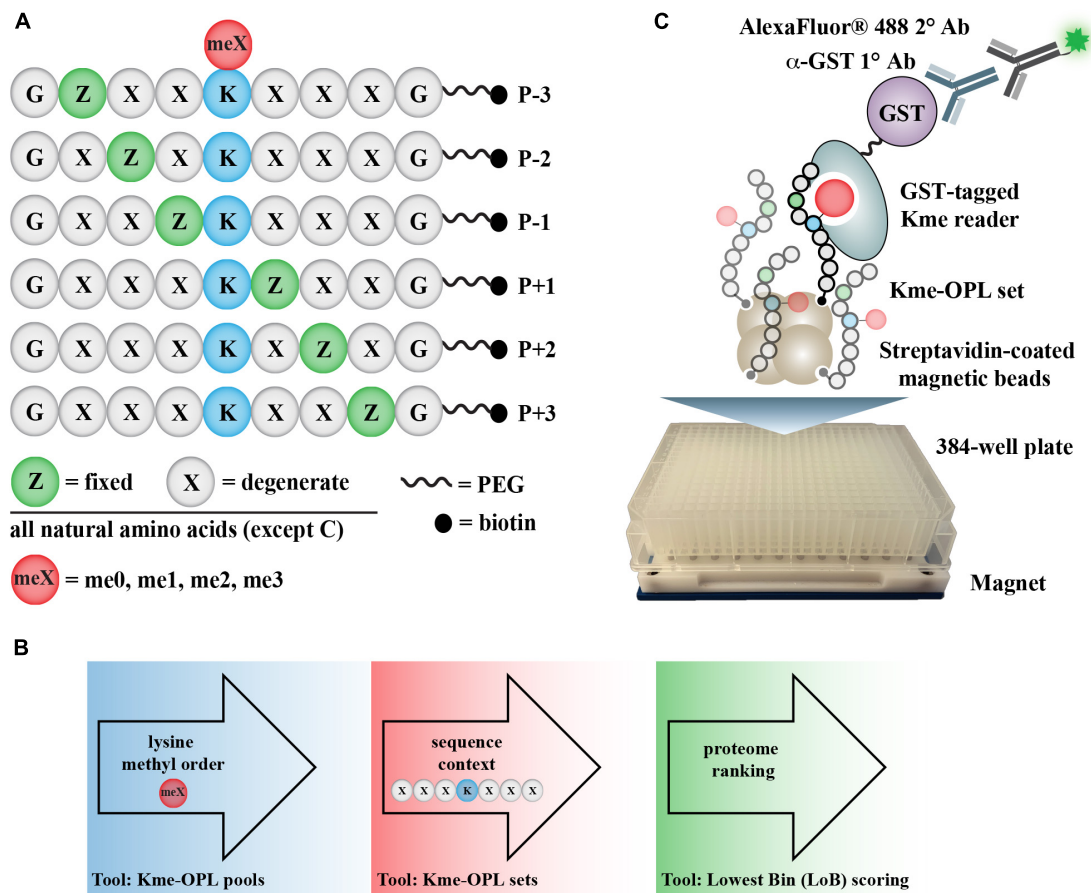 A
meX
G Z X X K X X X G P-3
G X Z X K X X X G P-2
G X X Z K X X X G P-1
G X X X K Z X X G P+1
G X X X K X Z X G P+2
G X X X K X X Z G P+3
Z = fixed X = degenerate = PEG
all natural amino acids (except C) = biotin
meX = me0, me1, me2, me3
C
AlexaFluor® 488 2° Ab
α-GST 1° Ab
GST
GST-tagged
Kme reader
Kme-OPL set
Streptavidin-coated
magnetic beads
384-well plate
Magnet
B
lysine
methyl order
meX
Tool: Kme-OPL pools
sequence
context
X X X K X X X
Tool: Kme-OPL sets
proteome
ranking
Tool: Lowest Bin (LoB) scoring